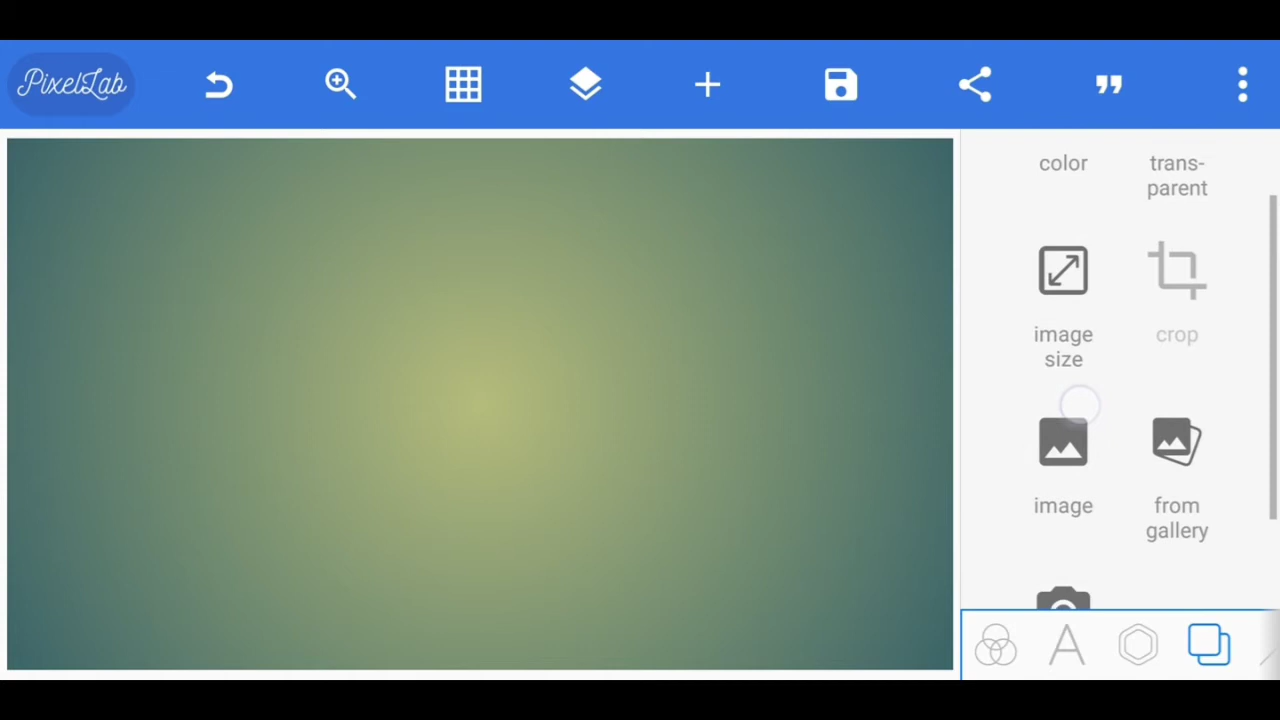 PixelLab
color
trans-
parent
image
size
crop
image
from
gallery